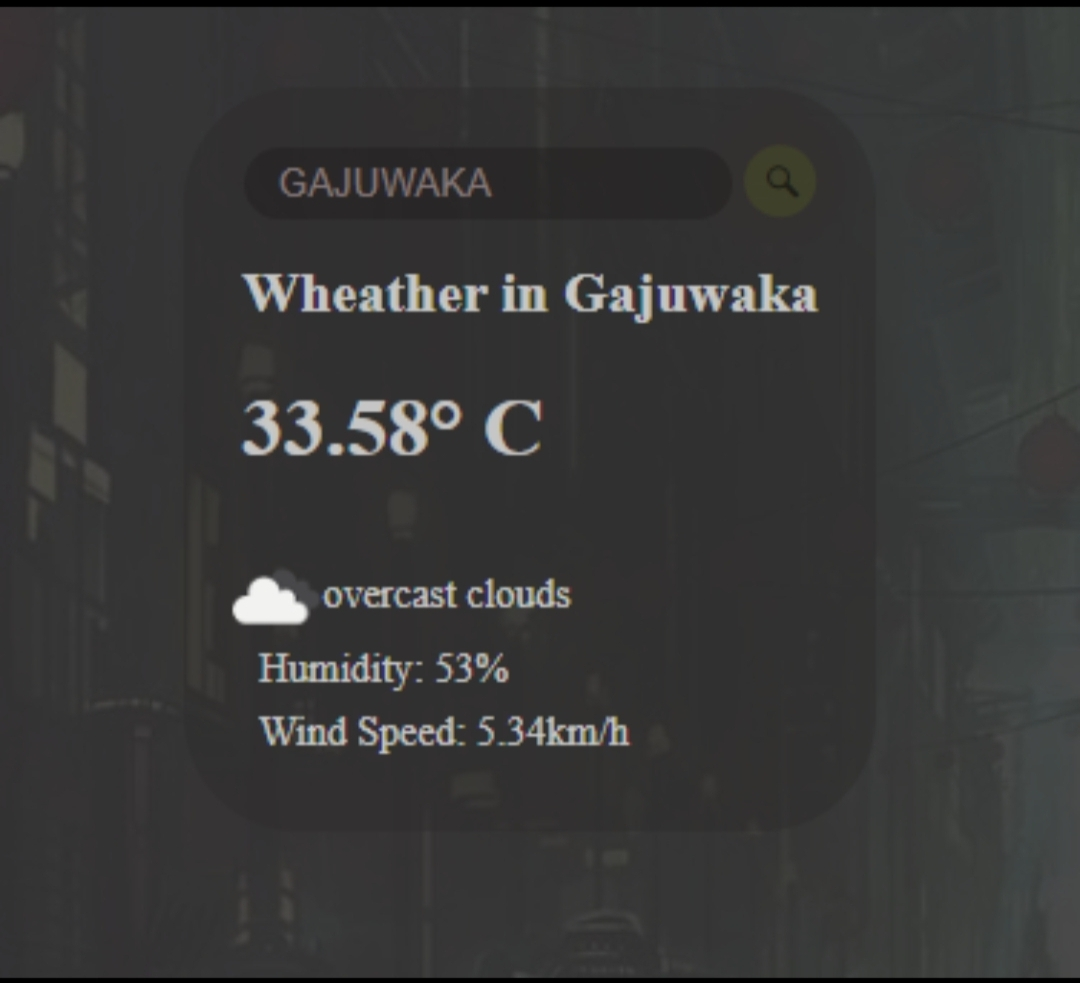 GAJUWAKA
Wheather in Gajuwaka
33.58° C
overcast clouds
Humidity: 53%
Wind Speed: 5.34km/h